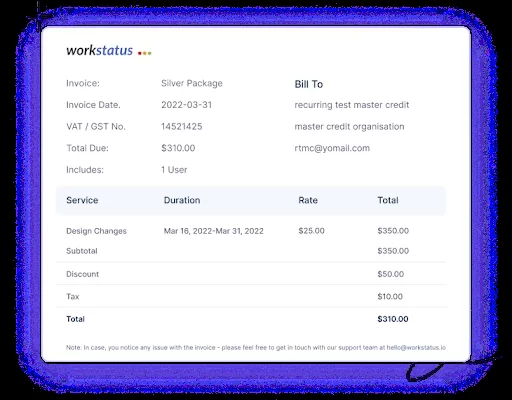 workstatus
Invoice: Silver Package
Invoice Date. 2022-03-31
VAT / GST No. 14521425
Total Due: $310.00
Includes: 1 User
Bill To
recurring test master credit
master credit organisation
rtmc@yomail.com
Service Duration Rate Total
Design Changes Mar 16, 2022-Mar 31, 2022 $25.00 $350.00
Subtotal $350.00
Discount $50.00
Tax $10.00
Total $310.00
Note: In case, you notice any issue with the invoice - please feel free to get in touch with our support team at hello@workstatus.io